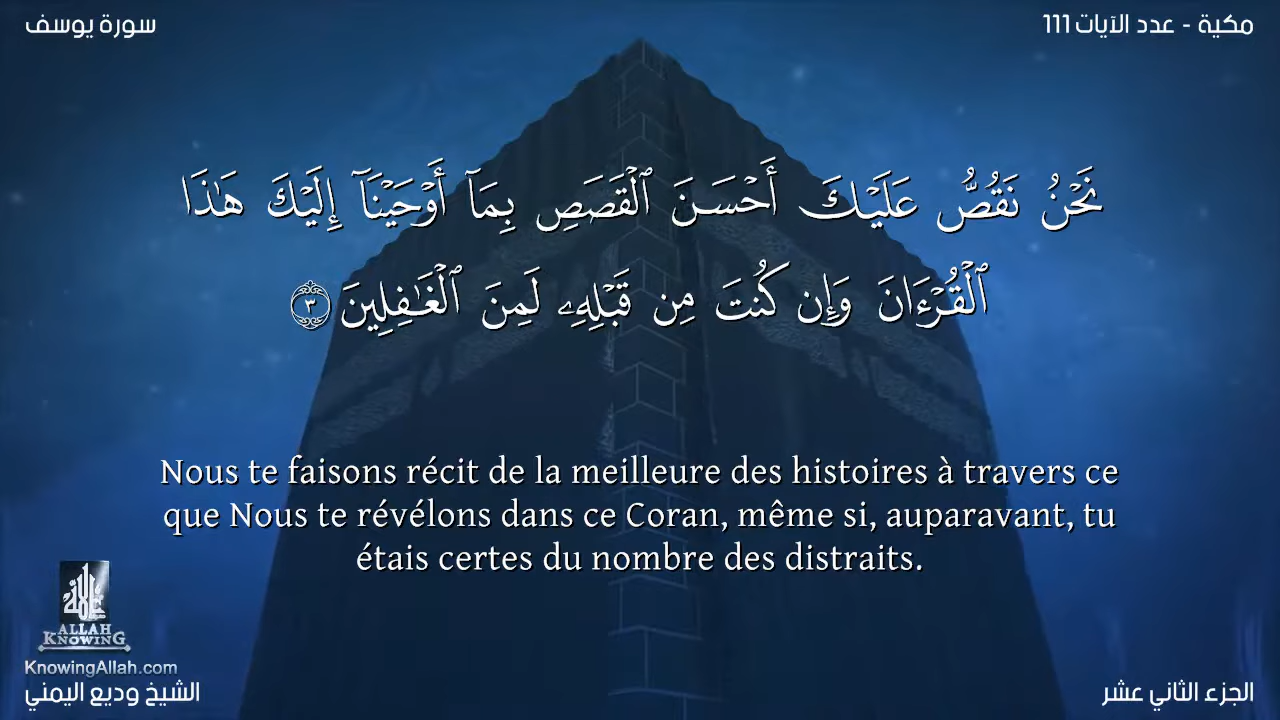 سورة يوسف
مكية - عدد الآيات 111
نَحْنُ نَقُصُّ عَلَيْكَ أَحْسَنَ ٱلْقَصَصِ بِمَآ أَوْحَيْنَآ إِلَيْكَ هَٰذَا
ٱلْقُرْءَانَ وَإِن كُنتَ مِن قَبْلِهِۦ لَمِنَ ٱلْغَٰفِلِينَ ٣
Nous te faisons récit de la meilleure des histoires à travers ce
que Nous te révélons dans ce Coran, même si, auparavant, tu
étais certes du nombre des distraits.
ALLAH
KNOWING
KnowingAllah.com
الشيخ وديع اليمني
الجزء الثاني عشر